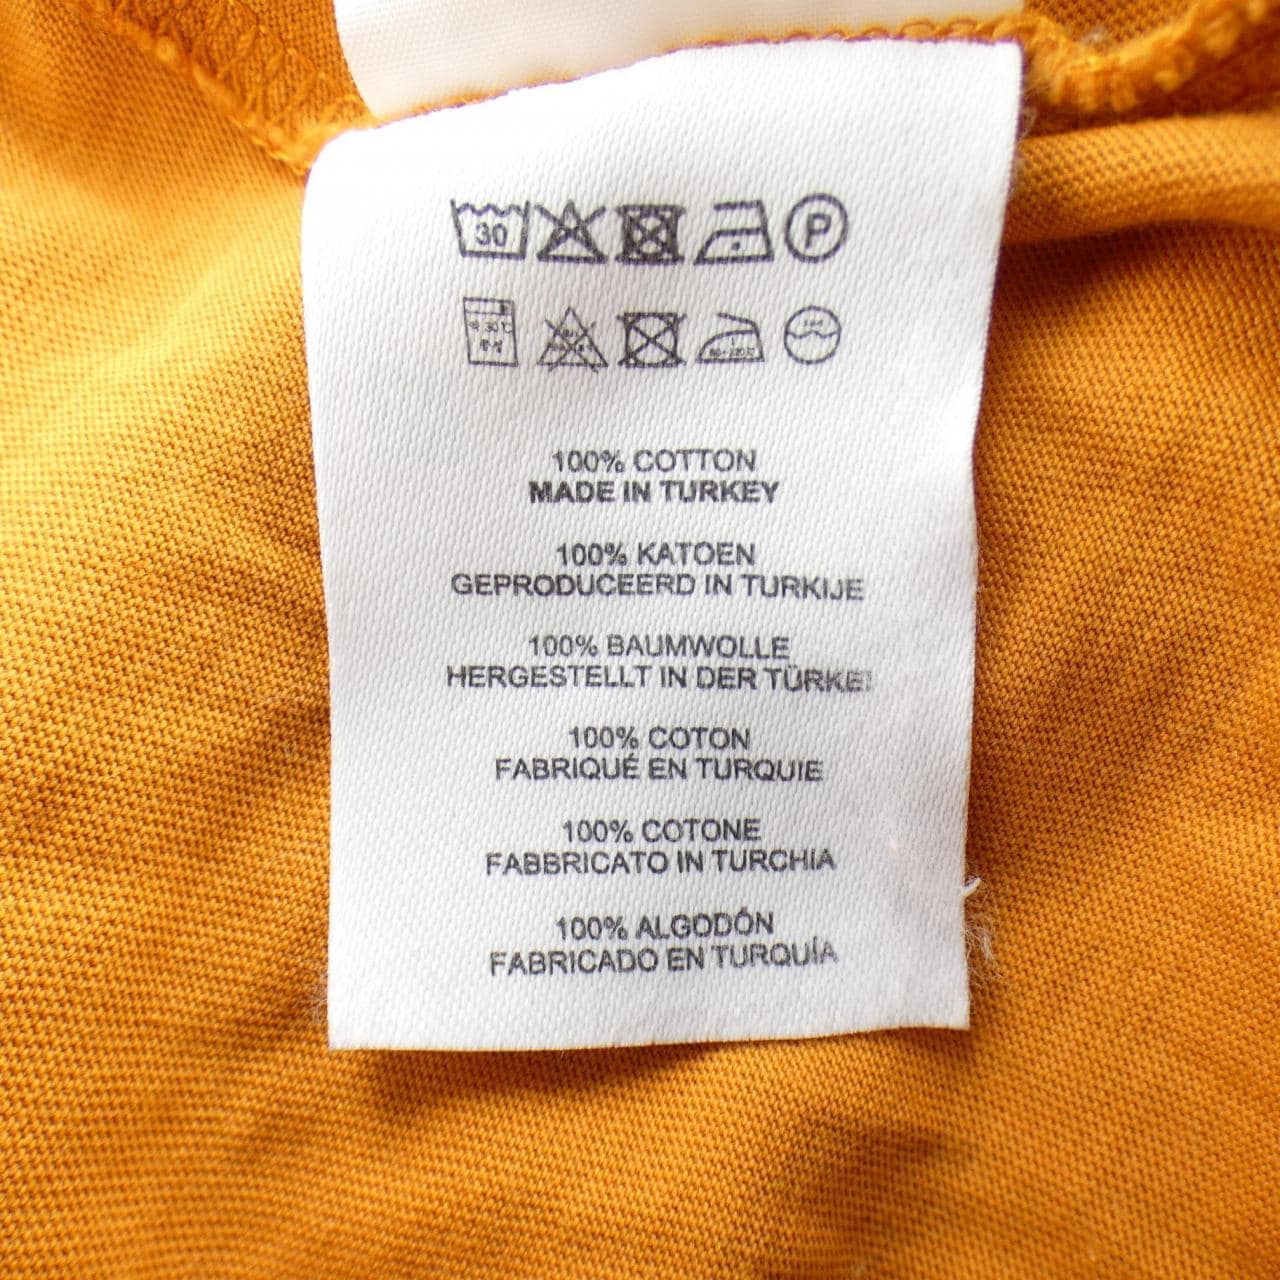 30 P
100% COTTON
MADE IN TURKEY
100% KATOEN
GEPRODUCEERD IN TURKIJE
100% BAUMWOLLE
HERGESTELLT IN DER TÜRKEI
100% COTON
FABRIQUÉ EN TURQUIE
100% COTONE
FABBRICATO IN TURCHIA
100% ALGODÓN
FABRICADO EN TURQUÍA